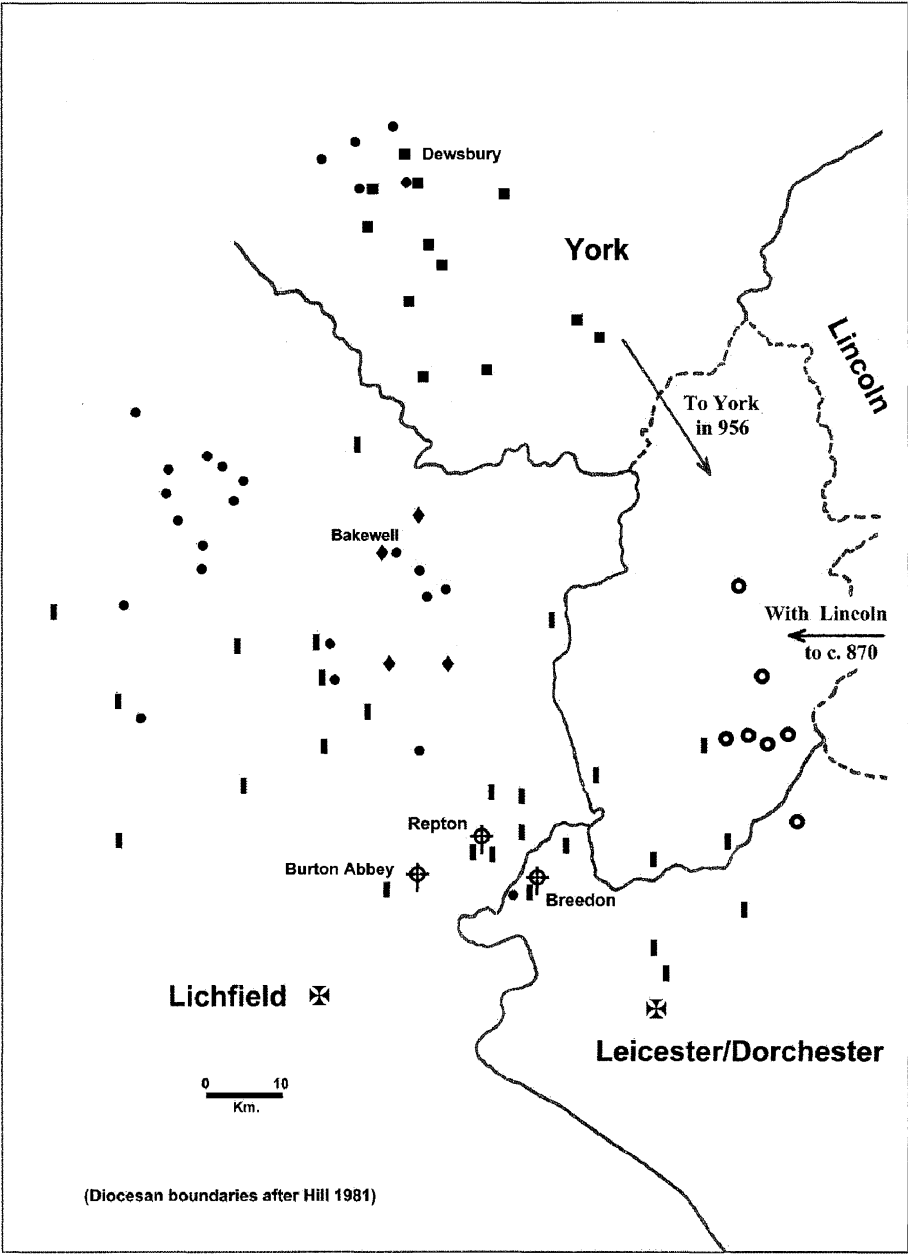 Dewsbury
York
Lincoln
To York
in 956
Bakewell
With Lincoln
to c. 870
Repton
Burton Abbey
Breedon
Lichfield
Leicester/Dorchester
0 10
Km.
(Diocesan boundaries after Hill 1981)